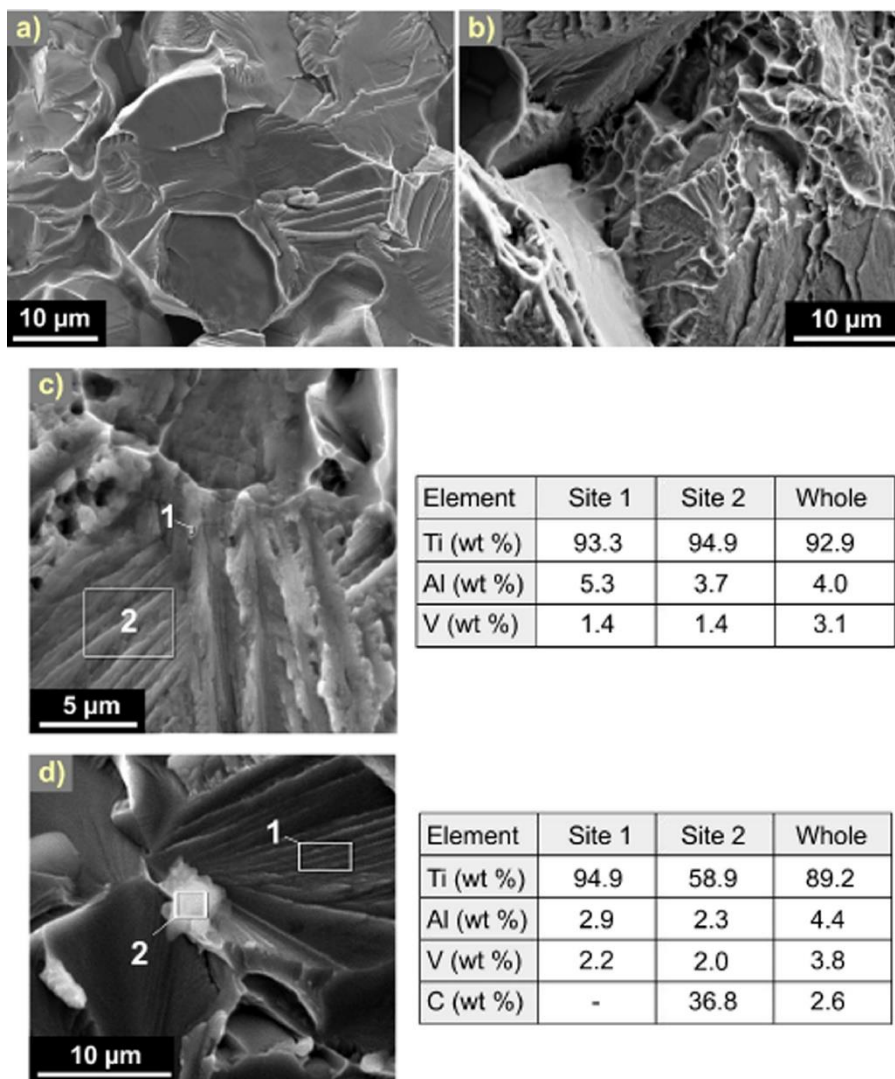 a)
b)
10 µm
10 µm
c)
1
2
5 µm
Element Site 1 Site 2 Whole
Ti (wt %) 93.3 94.9 92.9
Al (wt %) 5.3 3.7 4.0
V (wt %) 1.4 1.4 3.1
d)
1
2
10 µm
Element Site 1 Site 2 Whole
Ti (wt %) 94.9 58.9 89.2
Al (wt %) 2.9 2.3 4.4
V (wt %) 2.2 2.0 3.8
C (wt %) - 36.8 2.6